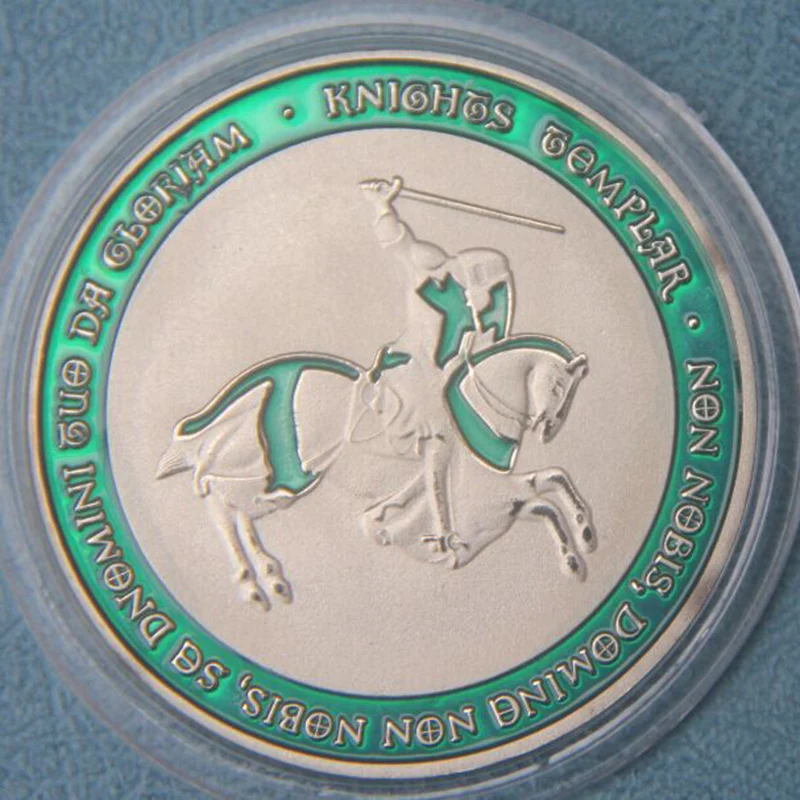 KNIGHTS TEMPLAR · NON NOBIS, DOMINE NON NOBIS, SE DNOMINI TUO DA GLORIAM ·